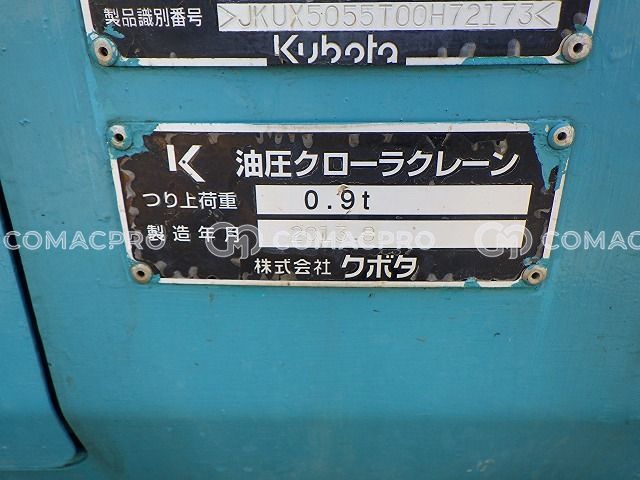 製品識別番号 >JKUX5055T00H72173<
Kubota
油圧クローラクレーン
つり上荷重 0.9t
製造年月 2013.8
株式会社 クボタ
COMACPRO COMACPRO COMACPRO